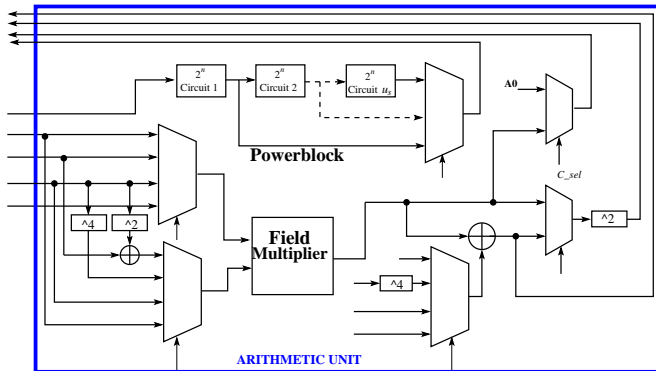 2^n
Circuit 1
2^n
Circuit 2
2^n
Circuit u_s
A0
Powerblock
C_sel
^4
^2
^2
Field
Multiplier
^4
ARITHMETIC UNIT